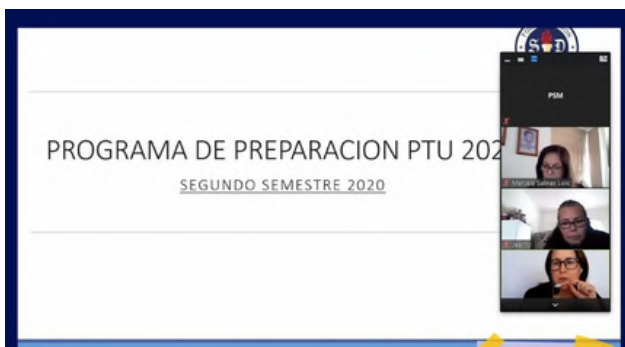 S D
PSM
PROGRAMA DE PREPARACION PTU 202
SEGUNDO SEMESTRE 2020